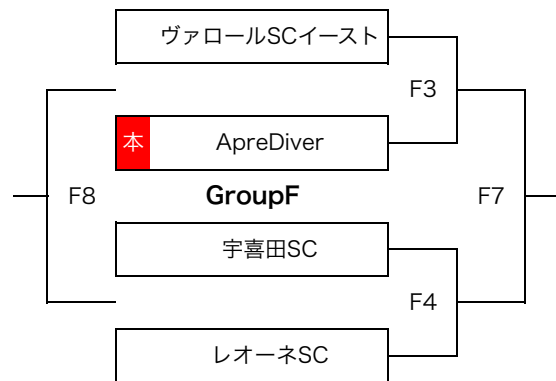 ヴァロールSCイースト
F3
本 ApreDiver
F8 GroupF F7
宇喜田SC
F4
レオーネSC